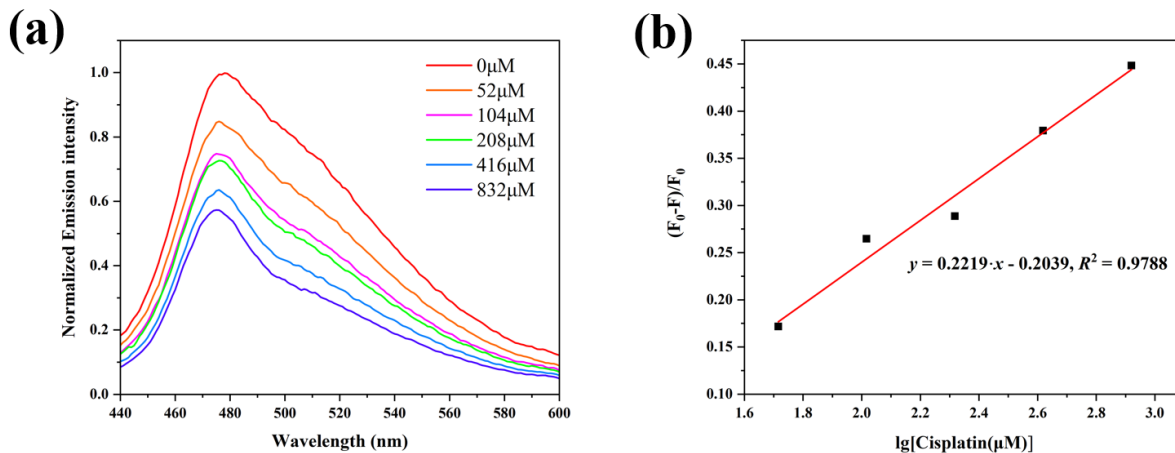 (a)
Normalized Emission intensity
1.0
0.8
0.6
0.4
0.2
0.0
440 460 480 500 520 540 560 580 600
Wavelength (nm)
0μM
52μM
104μM
208μM
416μM
832μM
(b)
(F₀-F)/F₀
0.45
0.40
0.35
0.30
0.25
0.20
0.15
0.10
1.6 1.8 2.0 2.2 2.4 2.6 2.8 3.0
lg[Cisplatin(μM)]
y = 0.2219·x - 0.2039, R² = 0.9788